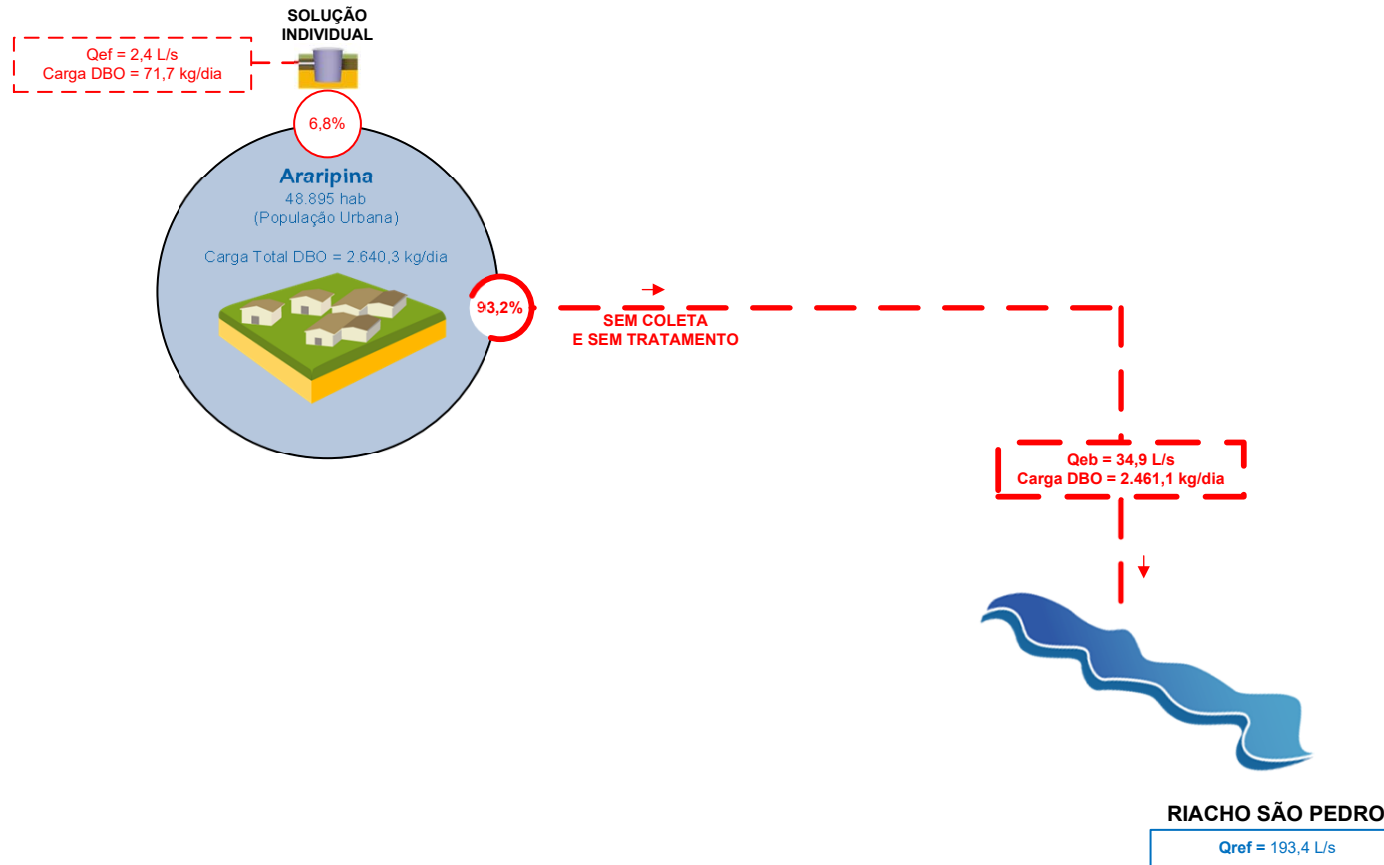 SOLUÇÃO
INDIVIDUAL
Qef = 2,4 L/s
Carga DBO = 71,7 kg/dia
6,8%
Araripina
48.895 hab
(População Urbana)
Carga Total DBO = 2.640,3 kg/dia
93,2%
SEM COLETA
E SEM TRATAMENTO
Qeb = 34,9 L/s
Carga DBO = 2.461,1 kg/dia
RIACHO SÃO PEDRO
Qref = 193,4 L/s